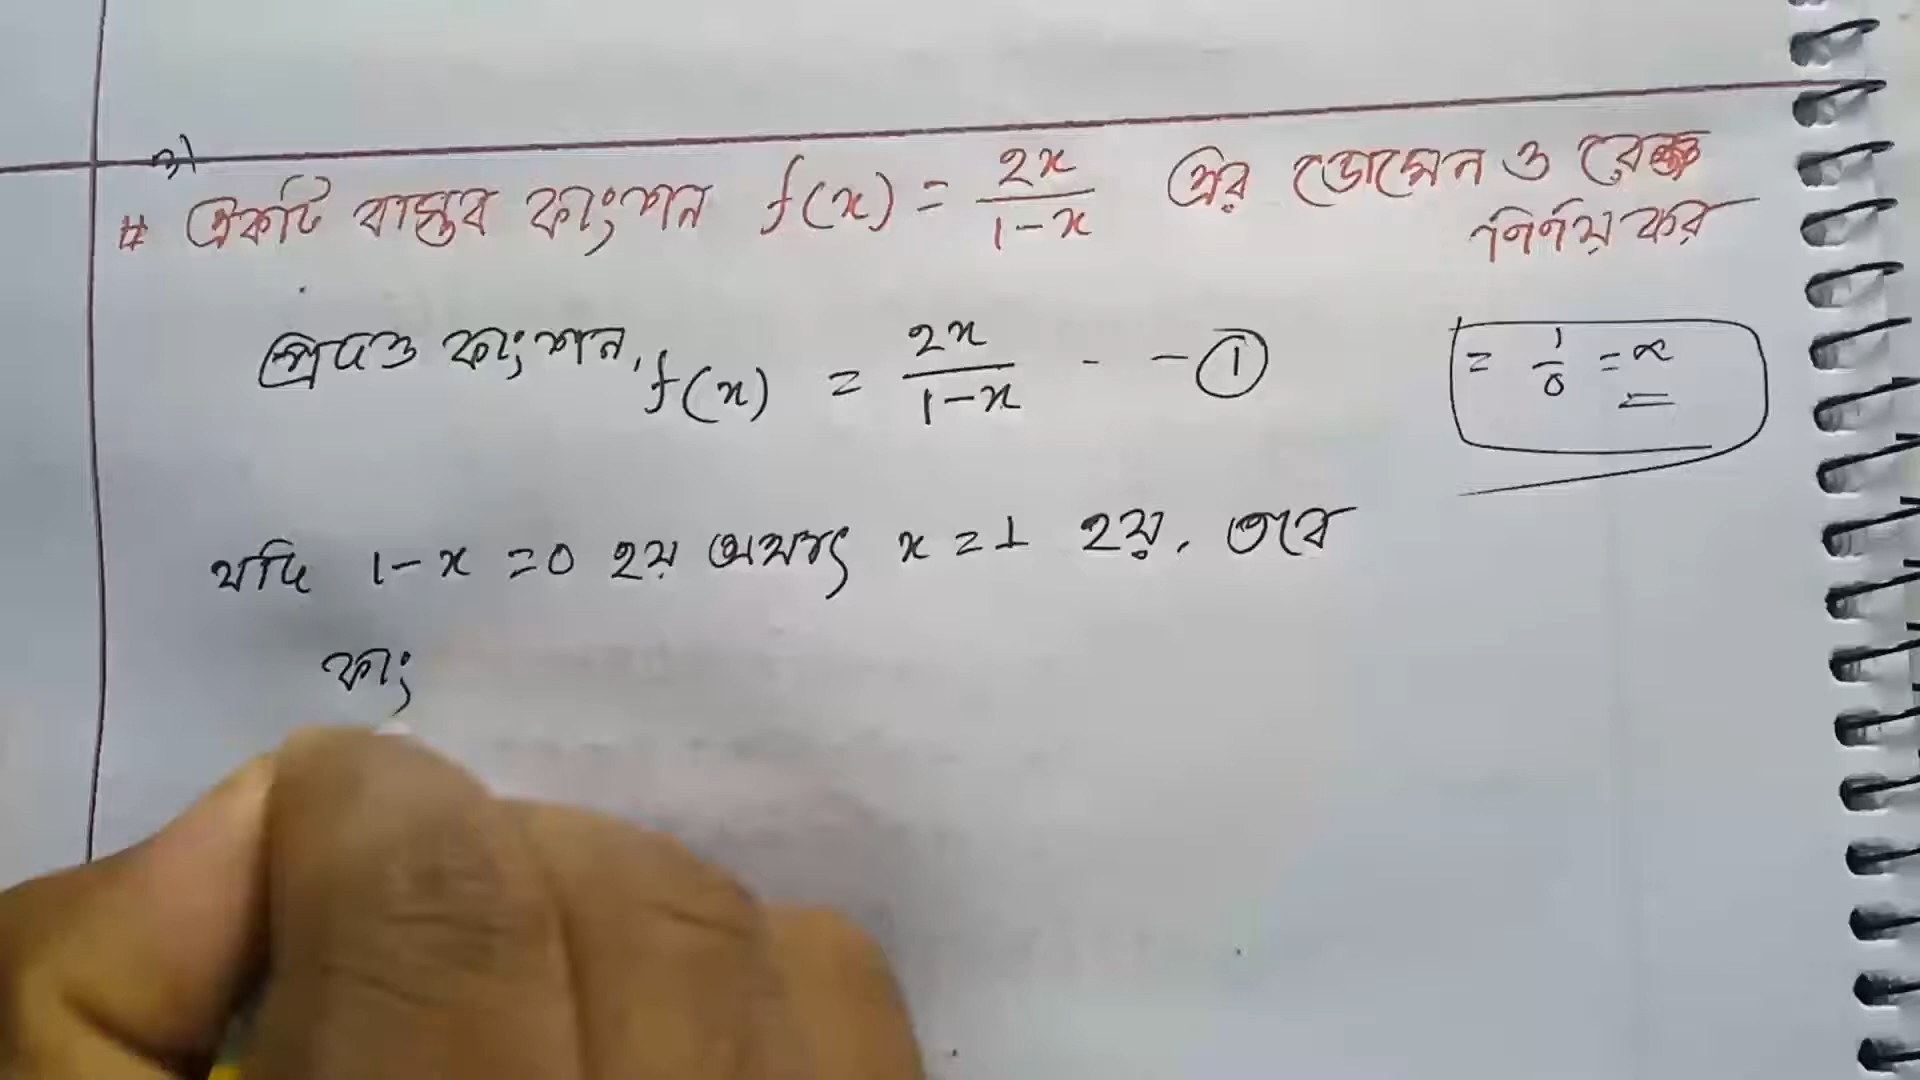 ৩)
# একটি বাস্তব ফাংশন f(x) = 2x/1-x এর ডোমেন ও রেঞ্জ
নির্ণয় কর
প্রদত্ত ফাংশন, f(x) = 2x/1-x - - ①
= 1/0 = ∝
যদি 1-x =0 হয় অর্থাৎ x =1 হয়, তবে
ফাং